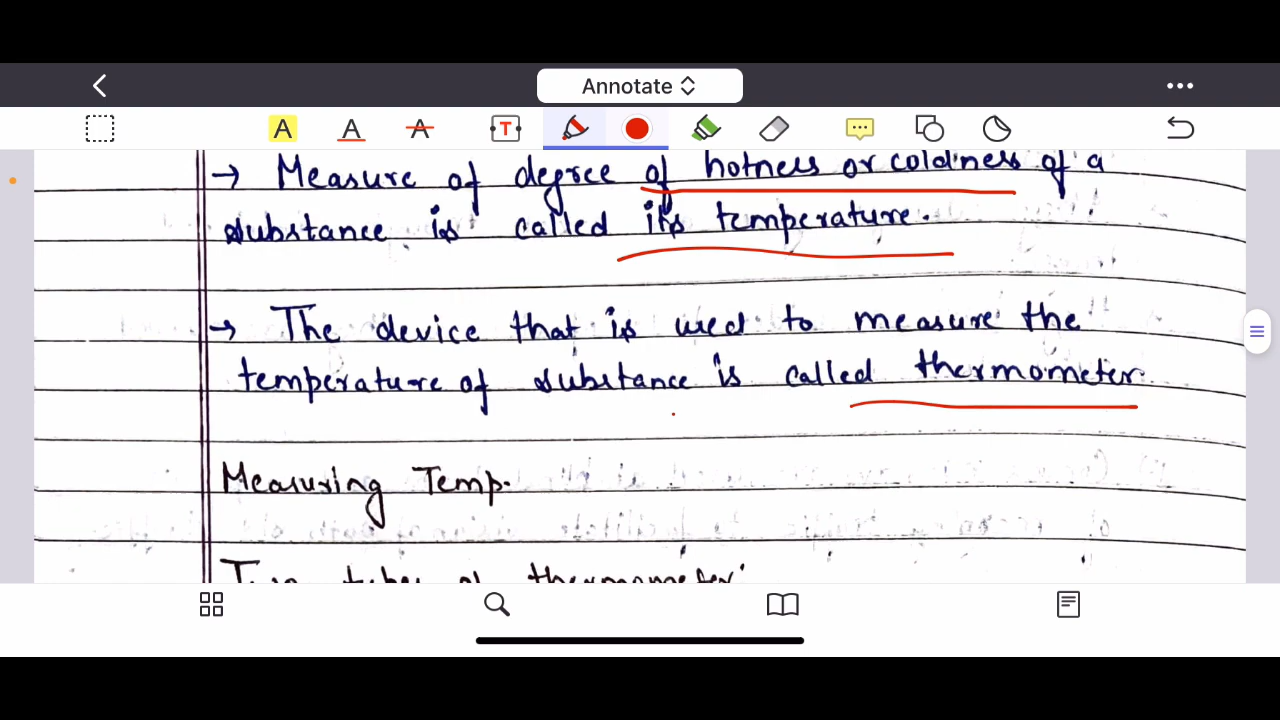 Annotate
A A A T
→ Measure of degree of hotness or coldness of a
substance is called its temperature.
→ The device that is used to measure the
temperature of substance is called thermometer.
Measuring Temp.
thermometer: